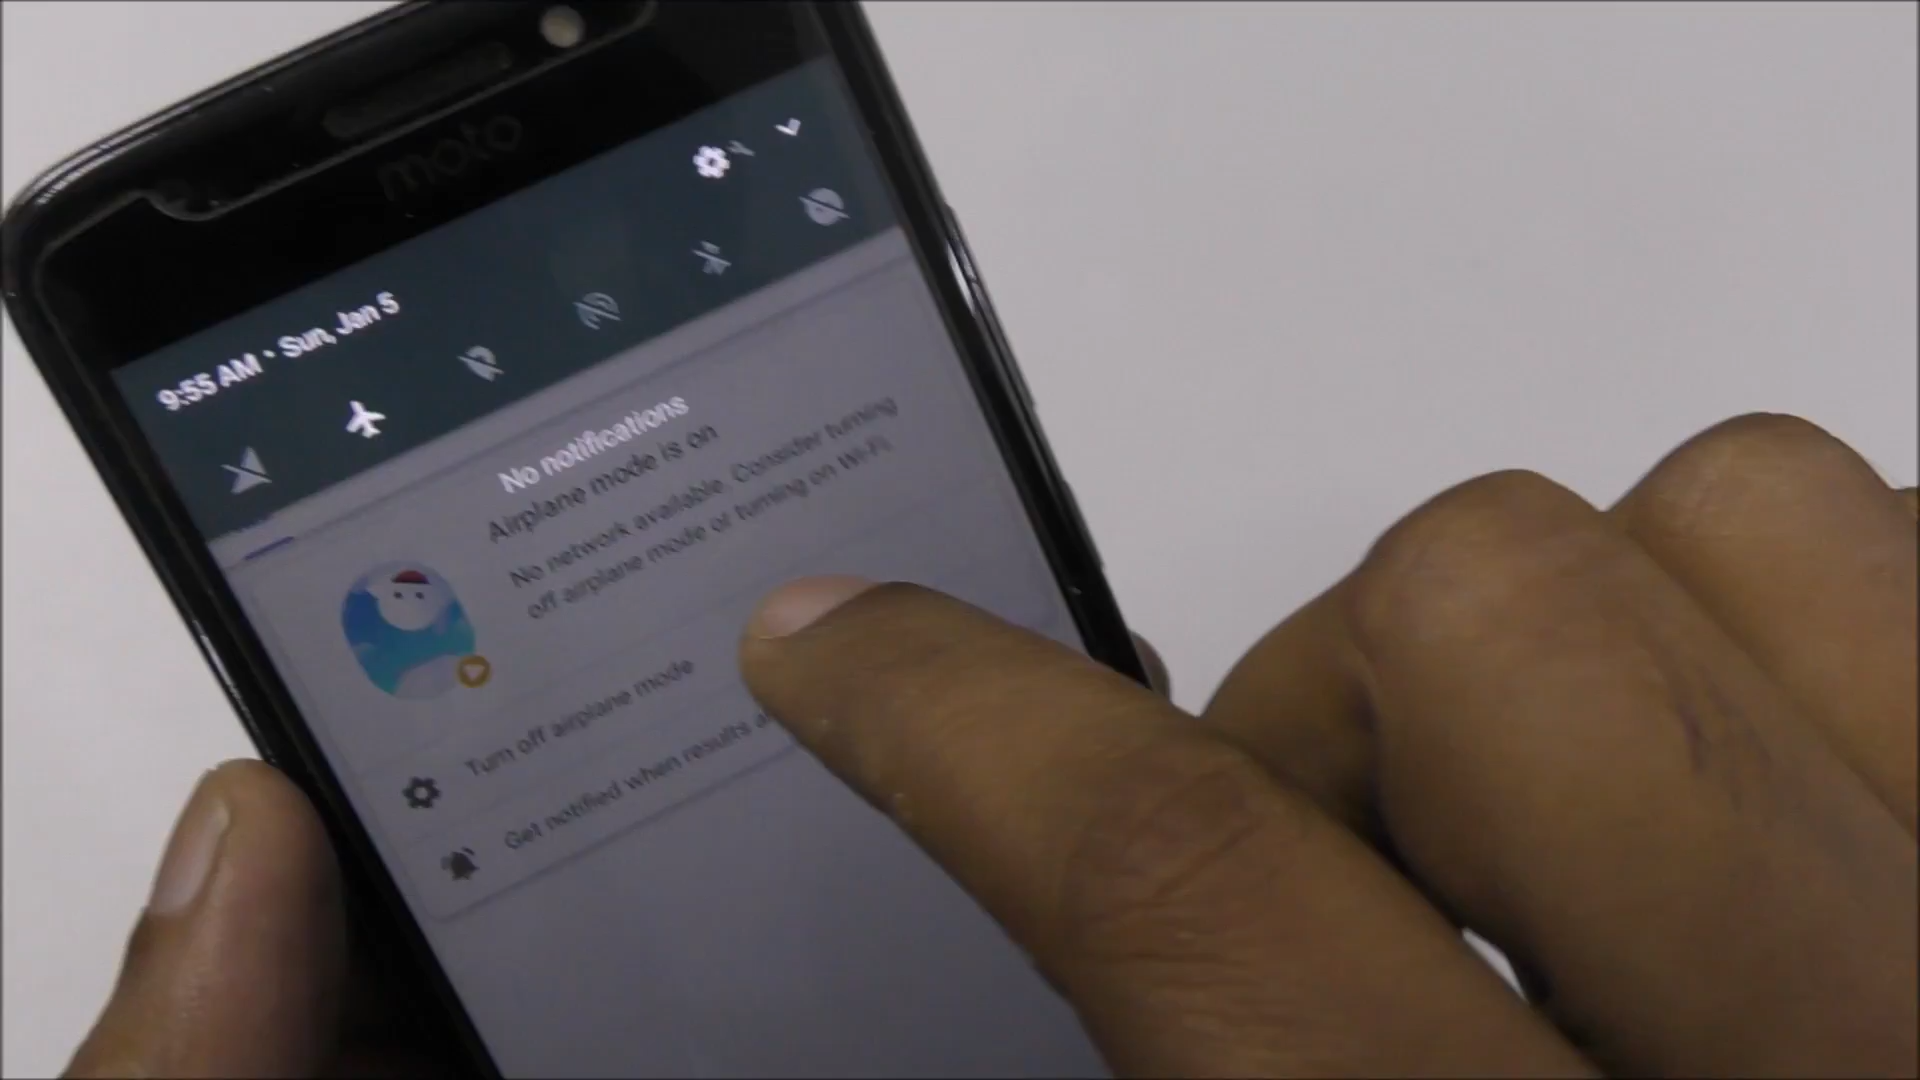 moto
9:55 AM · Sun, Jan 5
No notifications
Airplane mode is on
No network available. Consider turning
off airplane mode or turning on Wi-Fi.
Turn off airplane mode
Get notified when results